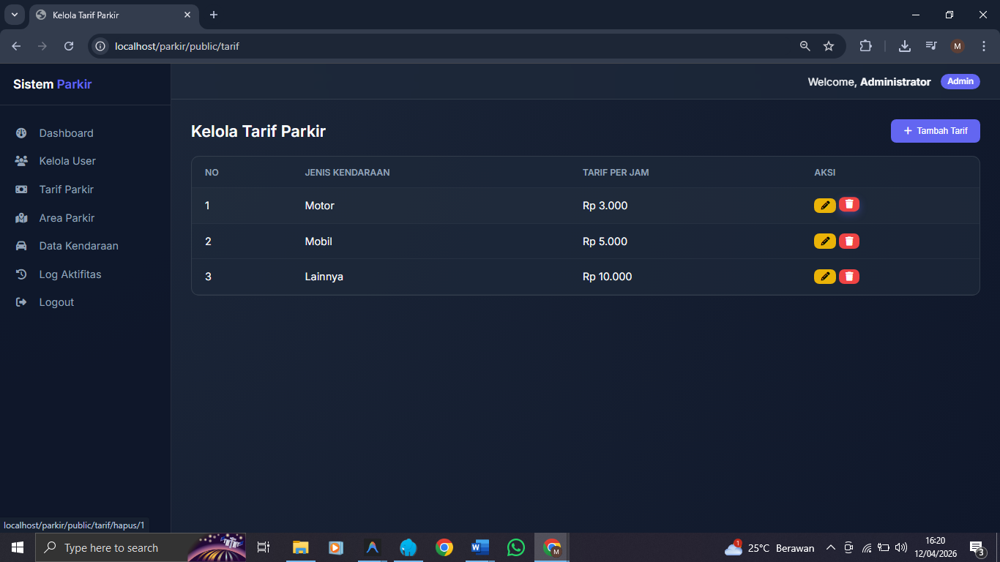 Kelola Tarif Parkir
localhost/parkir/public/tarif
M
Sistem Parkir
Welcome, Administrator Admin
Dashboard
Kelola User
Tarif Parkir
Area Parkir
Data Kendaraan
Log Aktifitas
Logout
Kelola Tarif Parkir
+ Tambah Tarif
NO JENIS KENDARAAN TARIF PER JAM AKSI
1 Motor Rp 3.000
2 Mobil Rp 5.000
3 Lainnya Rp 10.000
localhost/parkir/public/tarif/hapus/1
Type here to search
W
M
1
25°C Berawan
16:20
12/04/2026
3